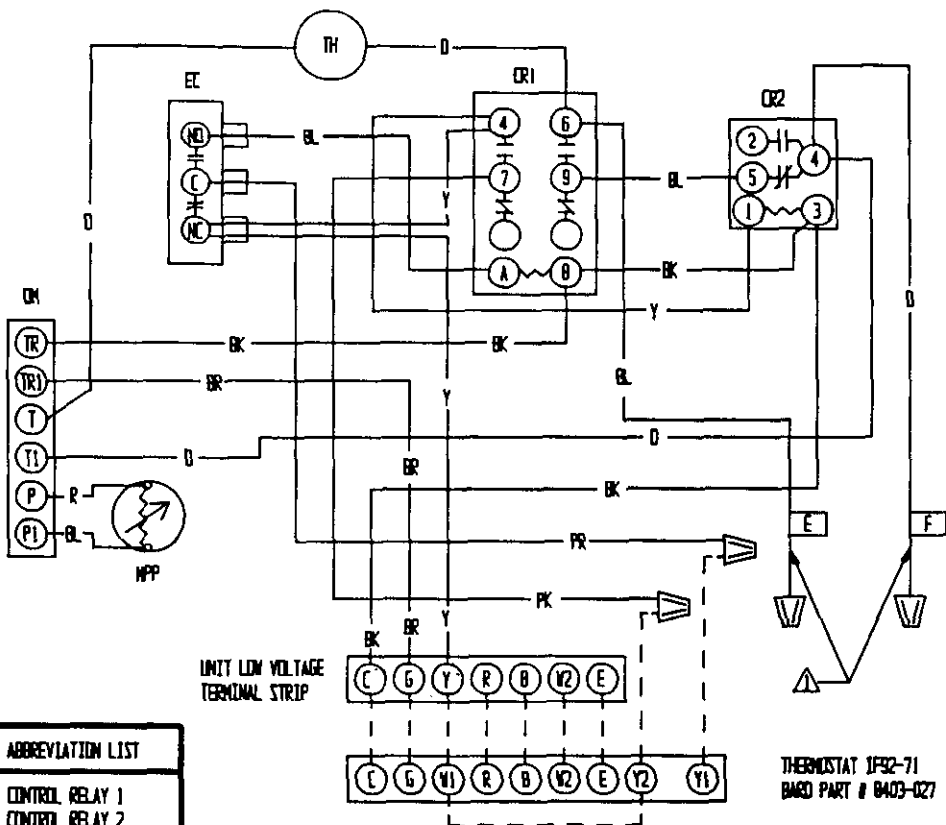 TH
EC
CR1
CR2
NO
C
NC
BL
4
6
7
9
A
B
BL
2
4
5
1
3
Y
BK
Y
OM
TR
TR1
T
T1
P
P1
BK
BK
BR
O
O
O
O
R
BL
MPP
BL
BR
BK
Y
PR
PK
E
F
BK
BR
Y
UNIT LOW VOLTAGE
TERMINAL STRIP
C G Y R B W2 E
C G W1 R B W2 E Y2 Y1
THERMOSTAT 1F92-71
BARD PART # 8403-027
ABBREVIATION LIST
CONTROL RELAY 1
CONTROL RELAY 2